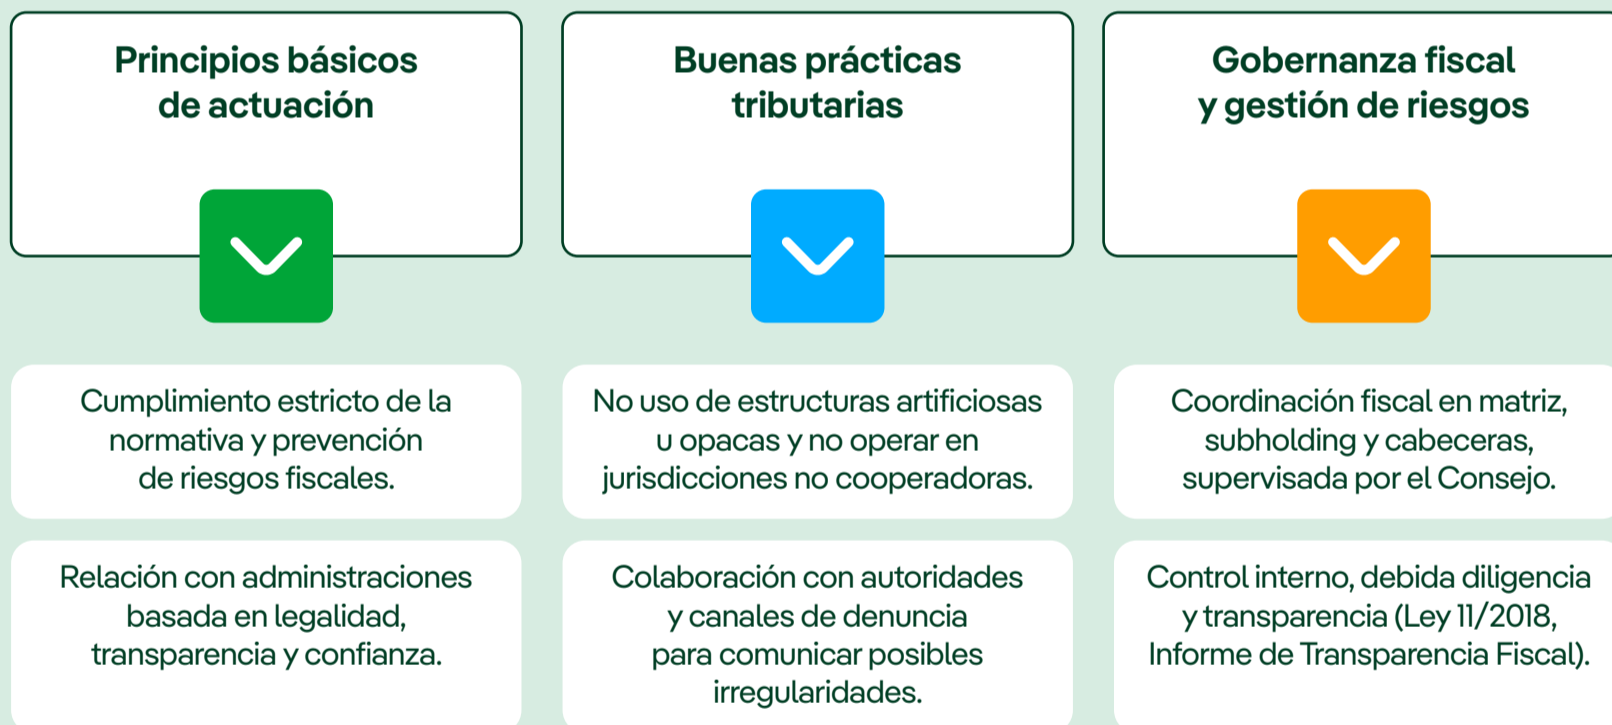 Principios básicos
de actuación
Buenas prácticas
tributarias
Gobernanza fiscal
y gestión de riesgos
Cumplimiento estricto de la
normativa y prevención
de riesgos fiscales.
No uso de estructuras artificiosas
u opacas y no operar en
jurisdicciones no cooperadoras.
Coordinación fiscal en matriz,
subholding y cabeceras,
supervisada por el Consejo.
Relación con administraciones
basada en legalidad,
transparencia y confianza.
Colaboración con autoridades
y canales de denuncia
para comunicar posibles
irregularidades.
Control interno, debida diligencia
y transparencia (Ley 11/2018,
Informe de Transparencia Fiscal).